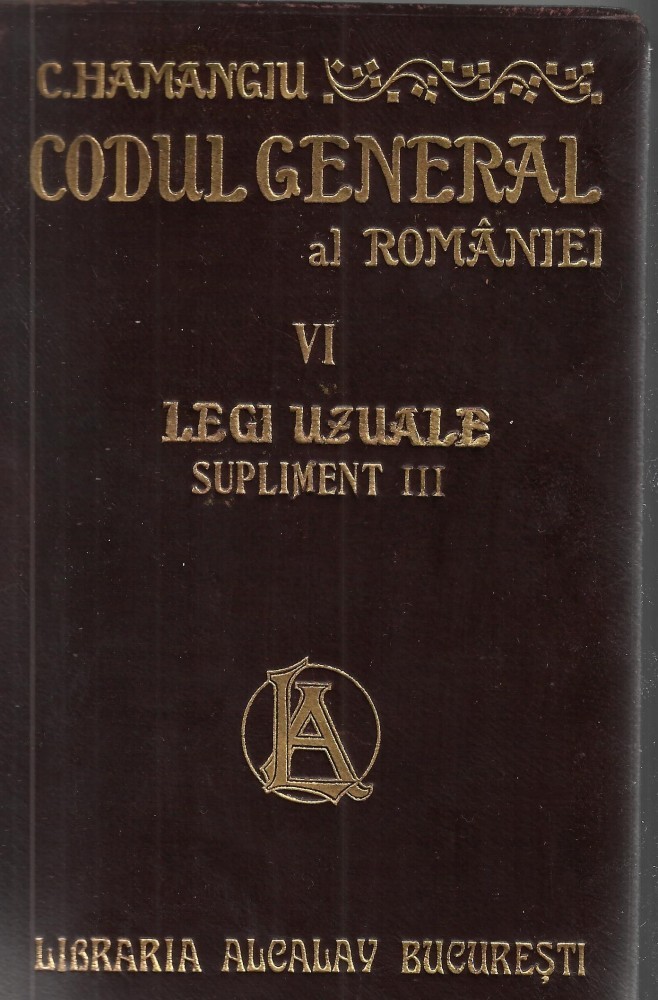 C. HAMANGIU
CODUL GENERAL
al ROMÂNIEI
VI
LEGI UZUALE
SUPLIMENT III
LA
LIBRARIA ALCALAY BUCUREȘTI